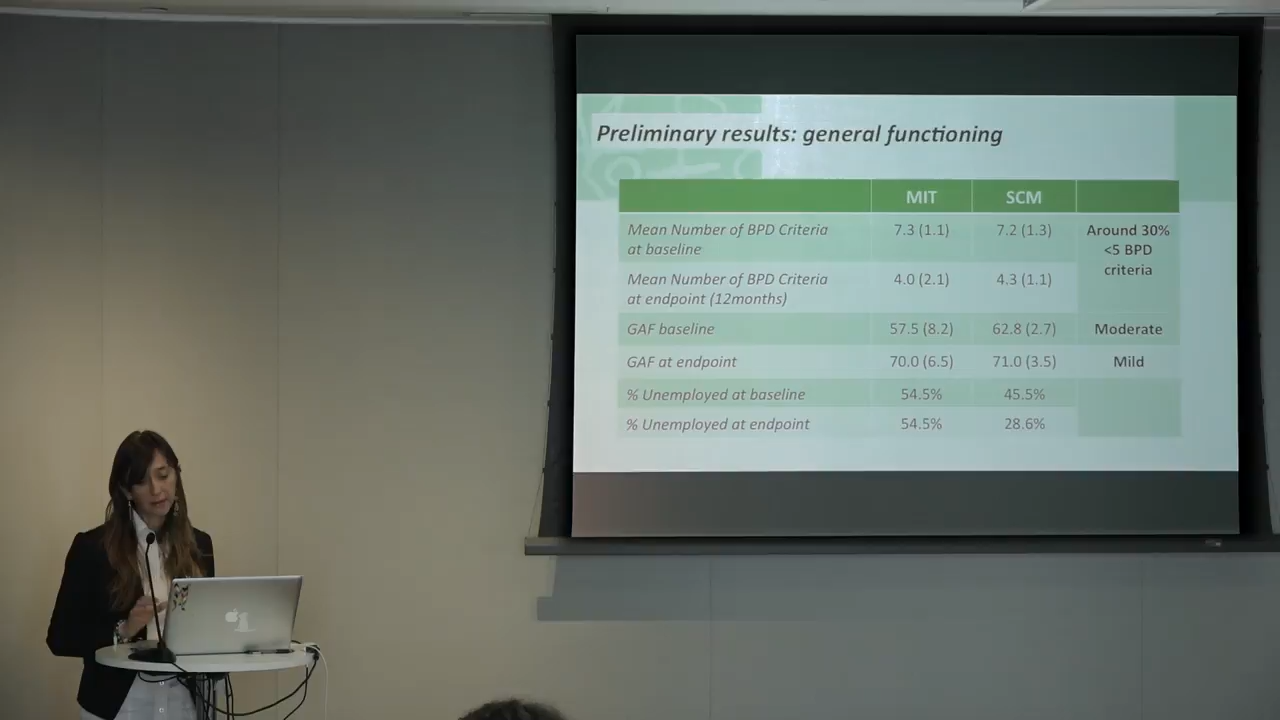 Preliminary results: general functioning
MIT SCM
Mean Number of BPD Criteria
at baseline
7.3 (1.1) 7.2 (1.3)
Around 30%
<5 BPD
criteria
Mean Number of BPD Criteria
at endpoint (12months)
4.0 (2.1) 4.3 (1.1)
GAF baseline 57.5 (8.2) 62.8 (2.7) Moderate
GAF at endpoint 70.0 (6.5) 71.0 (3.5) Mild
% Unemployed at baseline 54.5% 45.5%
% Unemployed at endpoint 54.5% 28.6%